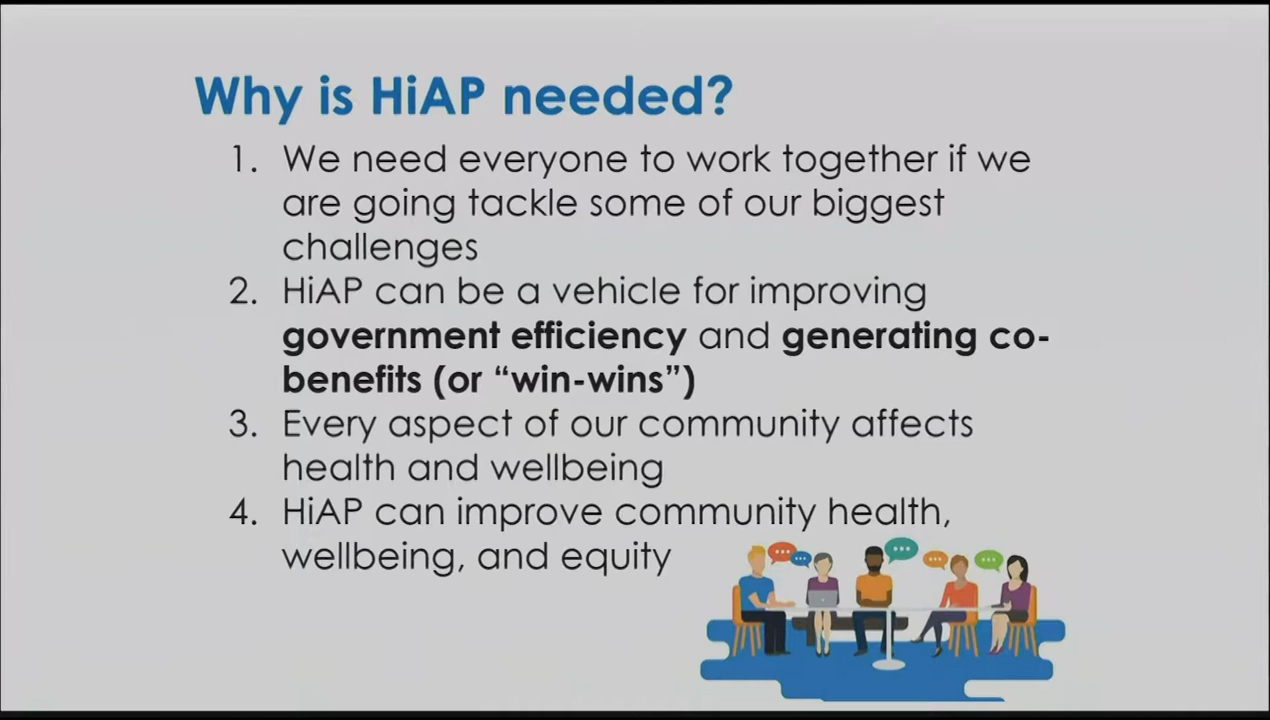 Why is HiAP needed?
1. We need everyone to work together if we
are going tackle some of our biggest
challenges
2. HiAP can be a vehicle for improving
government efficiency and generating co-
benefits (or “win-wins”)
3. Every aspect of our community affects
health and wellbeing
4. HiAP can improve community health,
wellbeing, and equity